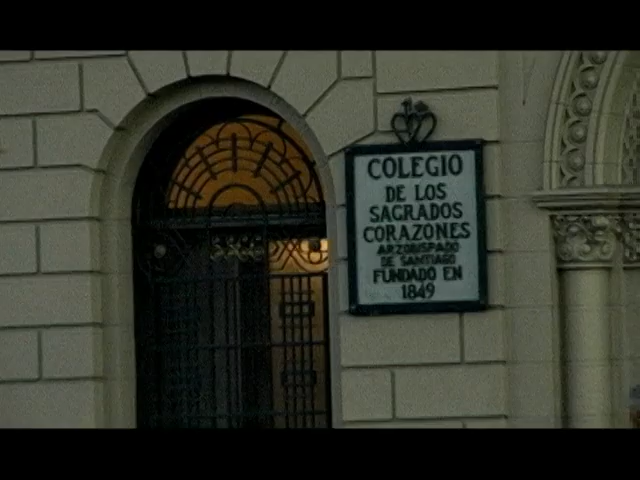 COLEGIO
DE LOS
SAGRADOS
CORAZONES
ARZOBISPADO
DE SANTIAGO
FUNDADO EN
1849